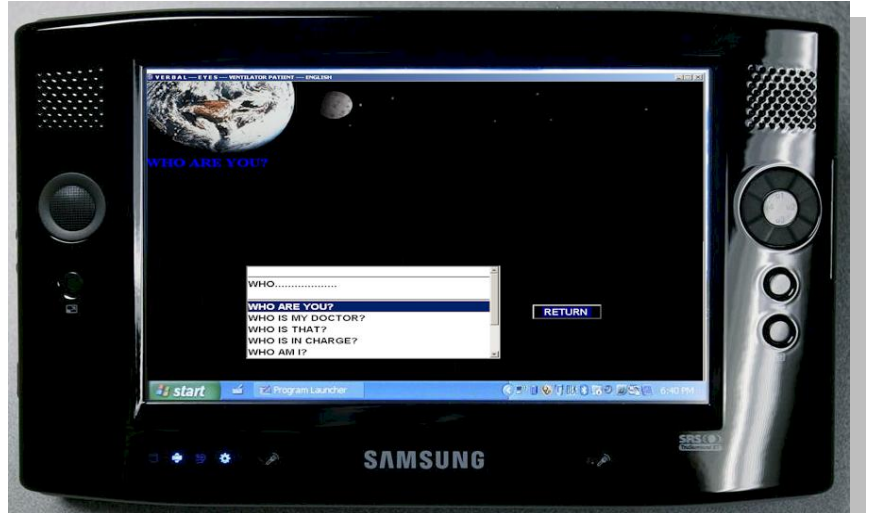 VERBAL---EYES--- VENTILATOR PATIENT --- ENGLISH
WHO ARE YOU?
WHO...................
WHO ARE YOU?
WHO IS MY DOCTOR?
WHO IS THAT?
WHO IS IN CHARGE?
WHO AM I?
RETURN
start
Program Launcher
6:40 PM
SAMSUNG
SRS